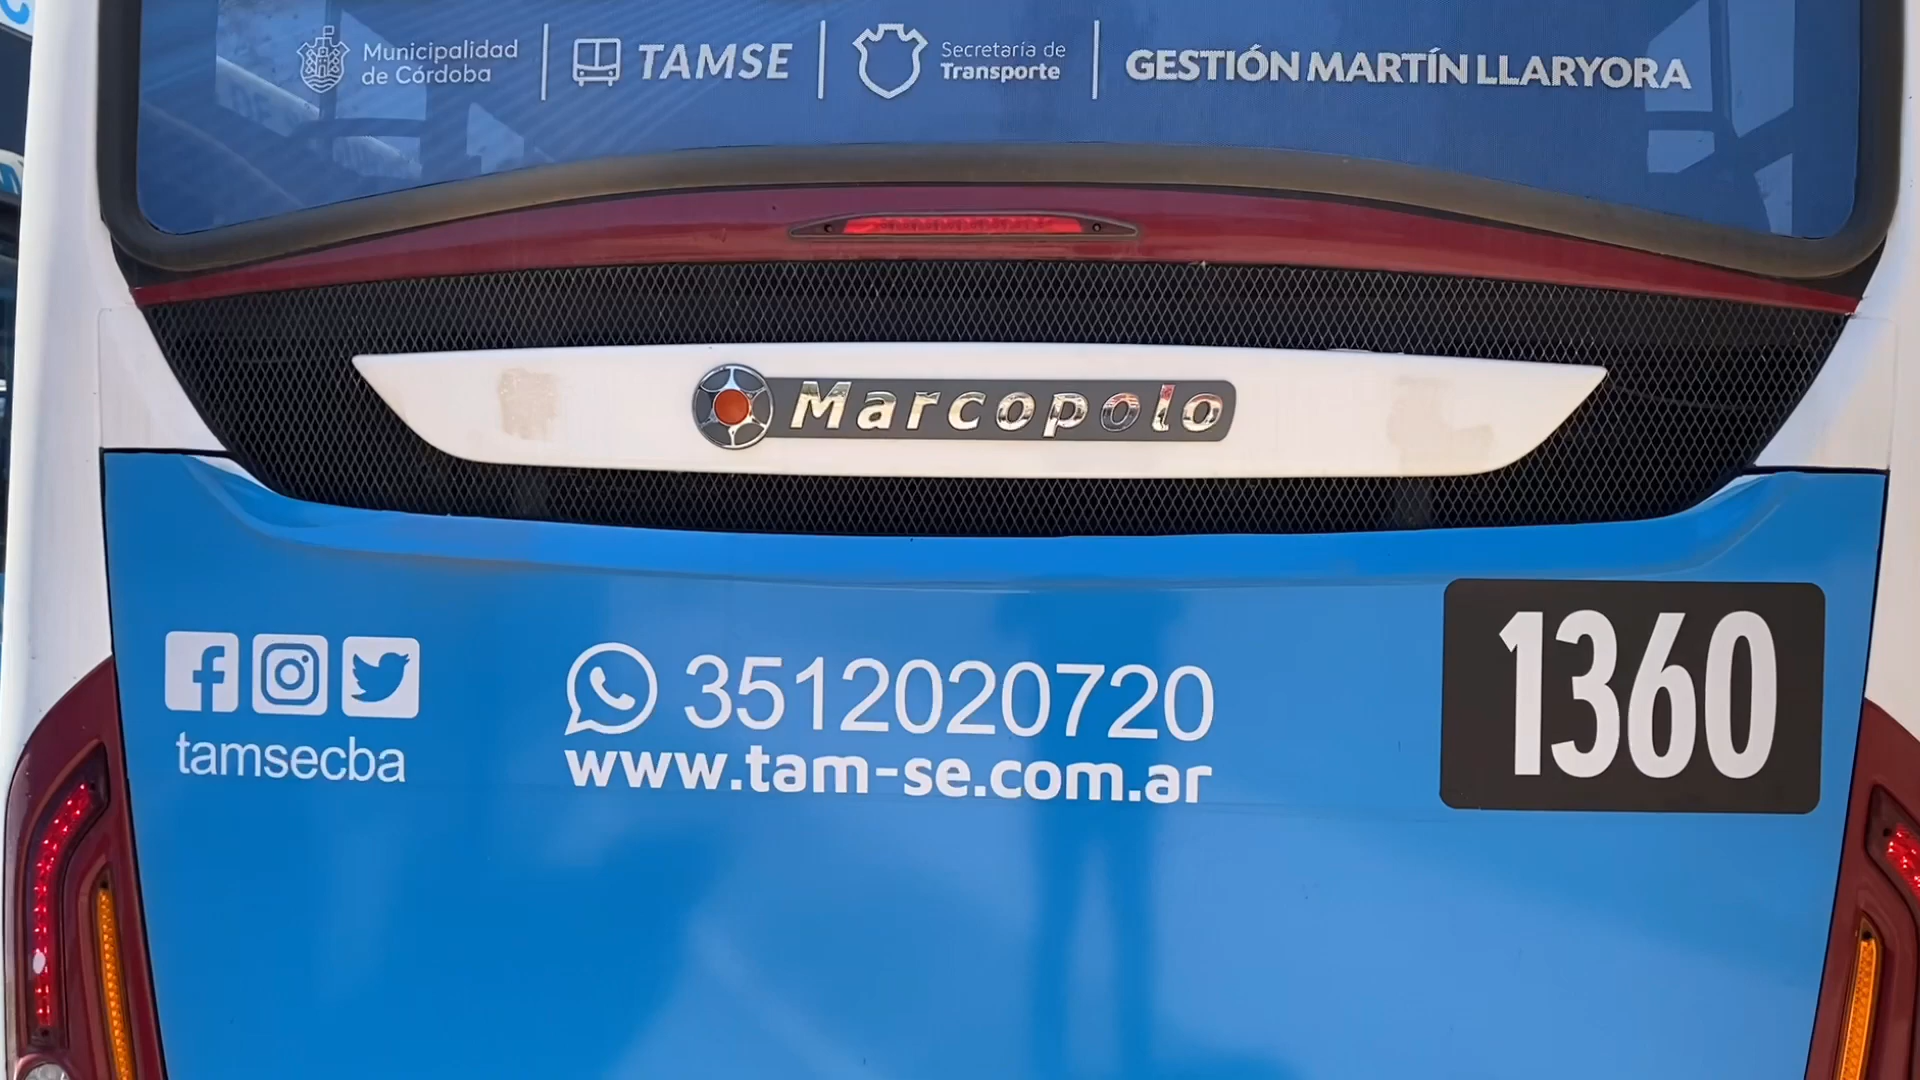 Municipalidad
de Córdoba
TAMSE
Secretaría de
Transporte
GESTIÓN MARTÍN LLARYORA
Marcopolo
tamsecba
3512020720
www.tam-se.com.ar
1360